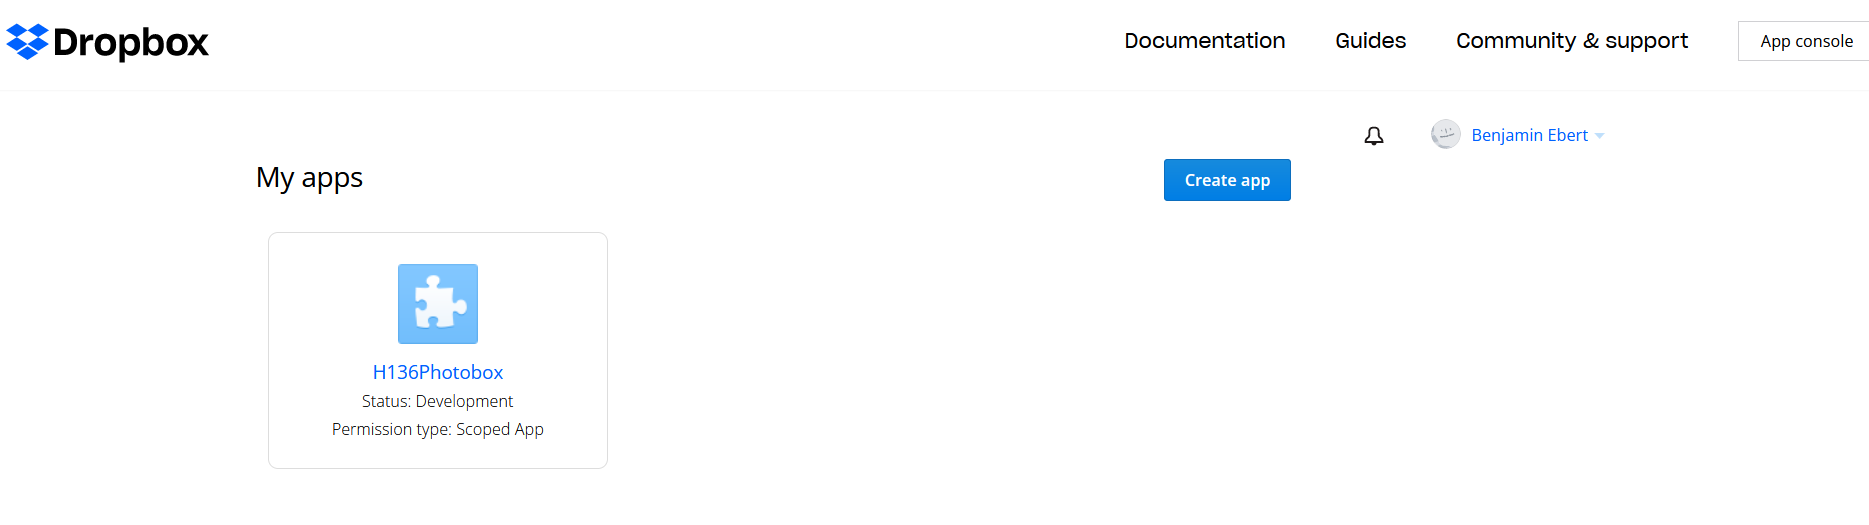 Dropbox
Documentation Guides Community & support App console
Benjamin Ebert
My apps
Create app
H136Photobox
Status: Development
Permission type: Scoped App